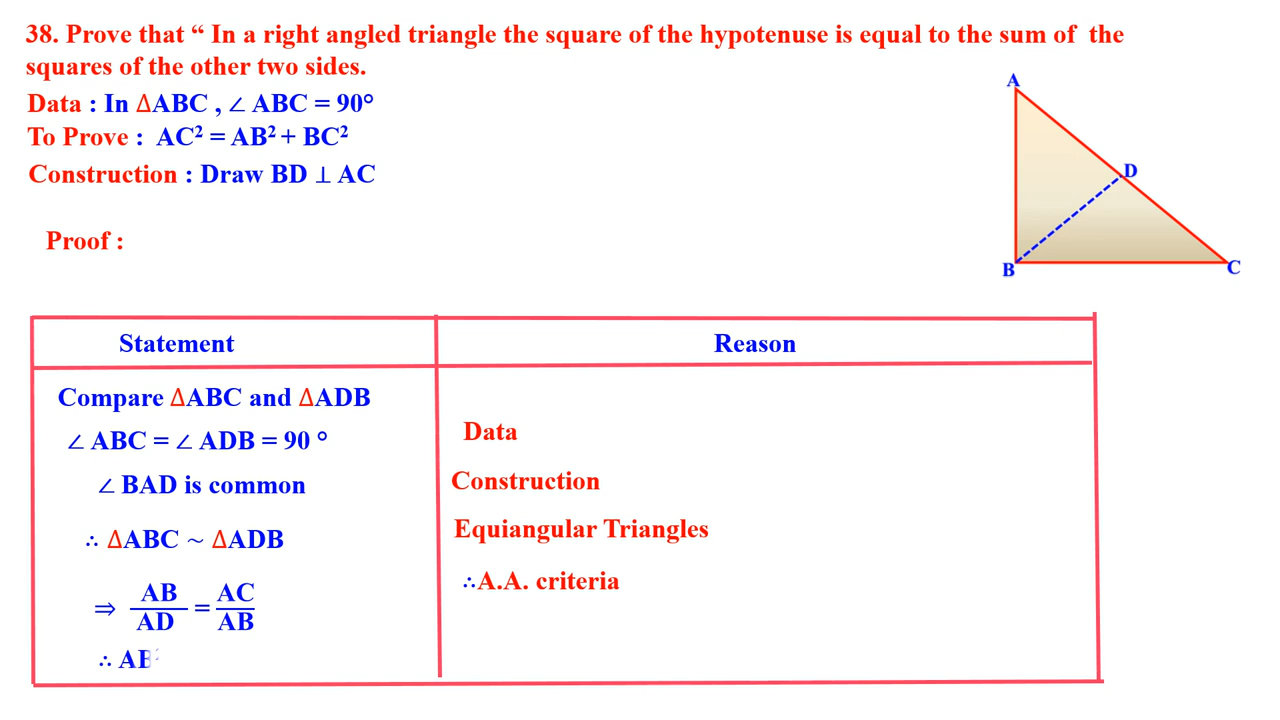 38. Prove that “ In a right angled triangle the square of the hypotenuse is equal to the sum of the
squares of the other two sides.
Data : In ΔABC , ∠ ABC = 90°
To Prove : AC² = AB² + BC²
Construction : Draw BD ⊥ AC
Proof :
A
D
B
C
Statement
Reason
Compare ΔABC and ΔADB
∠ ABC = ∠ ADB = 90 °
∠ BAD is common
∴ ΔABC ~ ΔADB
⇒ AB/AD = AC/AB
∴ AB²
Data
Construction
Equiangular Triangles
∴A.A. criteria